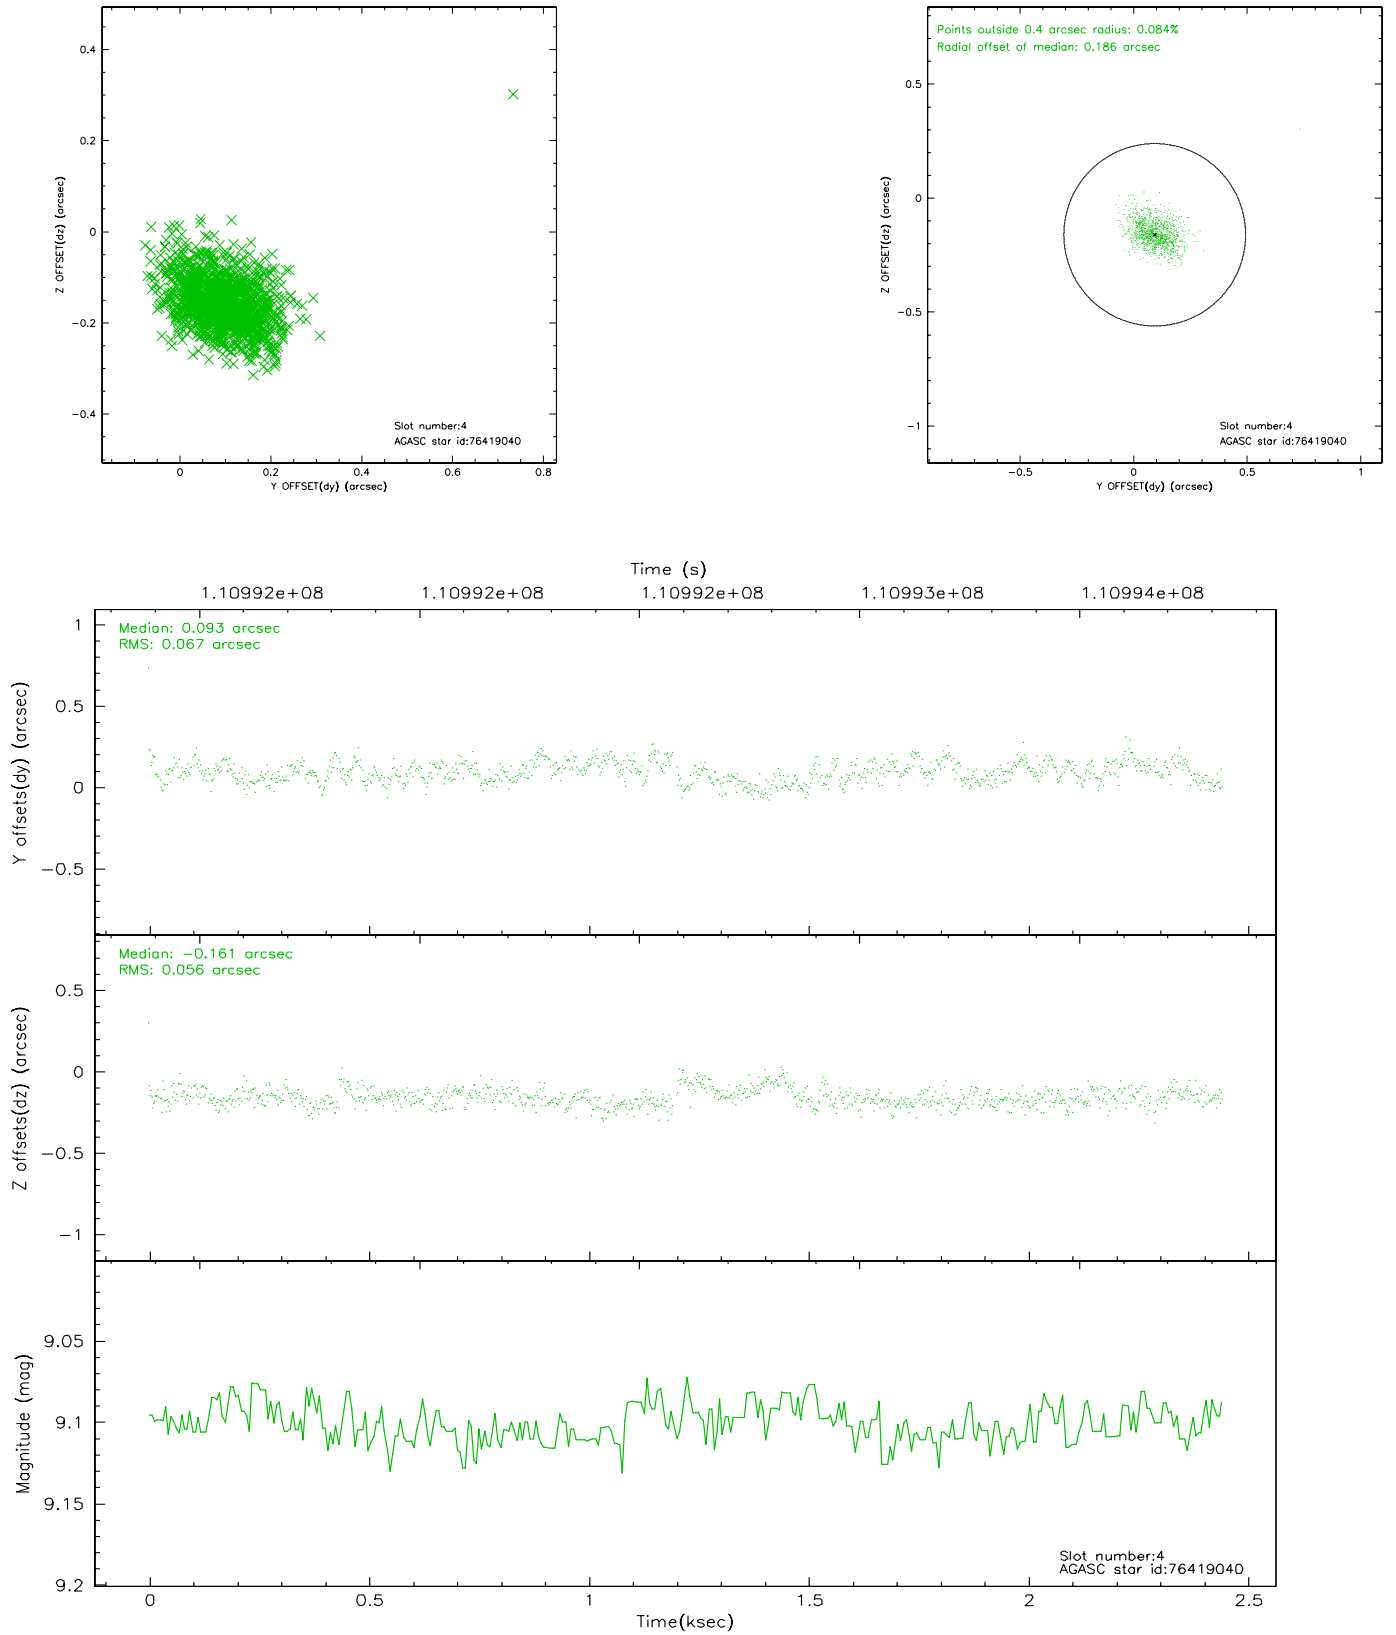 0.4
0.2
0
−0.2
−0.4
Z OFFSET(dz) (arcsec)
Slot number:4
AGASC star id:76419040
0 0.2 0.4 0.6 0.8
Y OFFSET(dy) (arcsec)
Points outside 0.4 arcsec radius: 0.084%
Radial offset of median: 0.186 arcsec
0.5
0
−0.5
−1
Z OFFSET(dz) (arcsec)
Slot number:4
AGASC star id:76419040
−0.5 0 0.5 1
Y OFFSET(dy) (arcsec)
Time (s)
1.10992e+08 1.10992e+08 1.10992e+08 1.10993e+08 1.10994e+08
Median: 0.093 arcsec
RMS: 0.067 arcsec
1
0.5
0
−0.5
Y offsets(dy) (arcsec)
Median: −0.161 arcsec
RMS: 0.056 arcsec
0.5
0
−0.5
−1
Z offsets(dz) (arcsec)
9.05
9.1
9.15
9.2
Magnitude (mag)
Slot number:4
AGASC star id:76419040
0 0.5 1 1.5 2 2.5
Time(ksec)